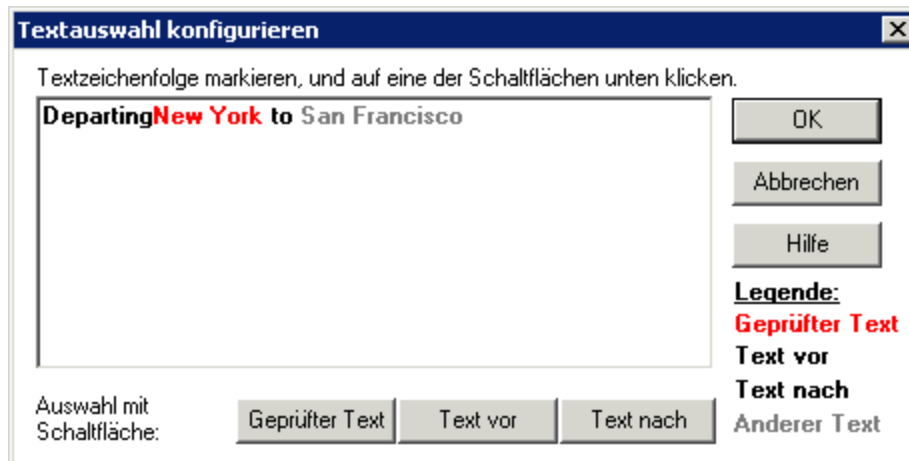 Textauswahl konfigurieren
Textzeichenfolge markieren, und auf eine der Schaltflächen unten klicken.
DepartingNew York to San Francisco
OK
Abbrechen
Hilfe
Legende:
Geprüfter Text
Text vor
Text nach
Anderer Text
Auswahl mit
Schaltfläche:
Geprüfter Text
Text vor
Text nach